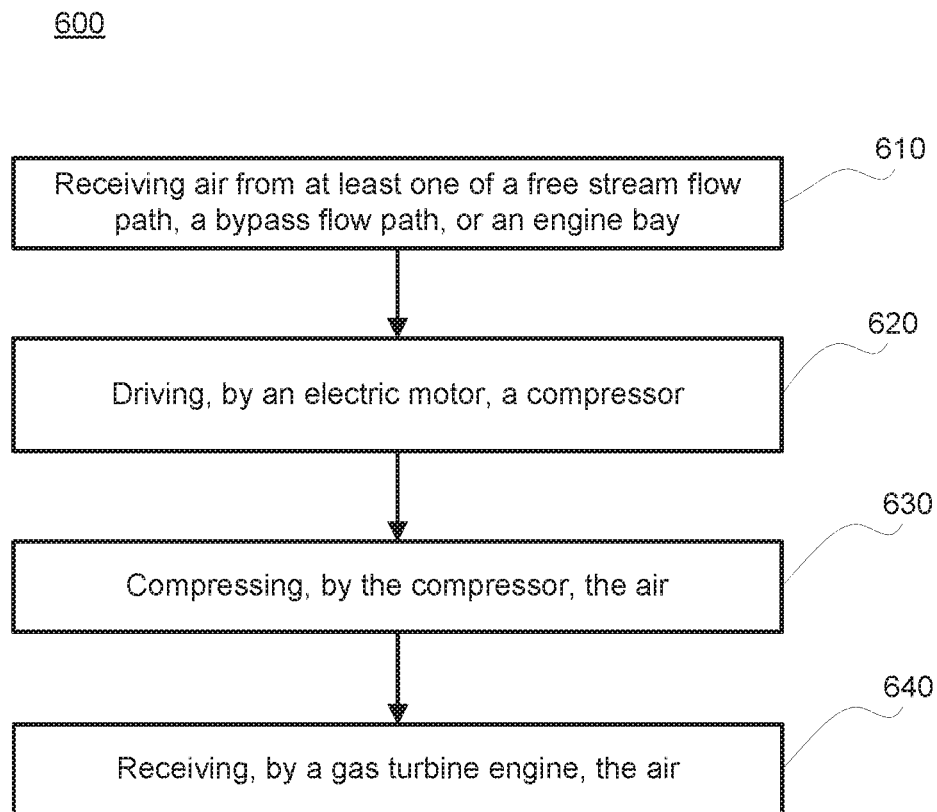 600
610
Receiving air from at least one of a free stream flow
path, a bypass flow path, or an engine bay
620
Driving, by an electric motor, a compressor
630
Compressing, by the compressor, the air
640
Receiving, by a gas turbine engine, the air